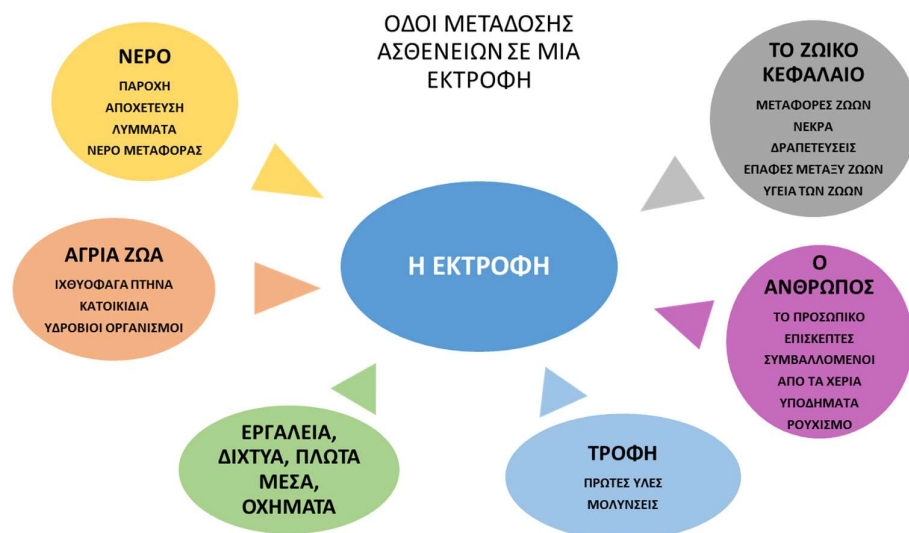 ΟΔΟΙ ΜΕΤΑΔΟΣΗΣ
ΑΣΘΕΝΕΙΩΝ ΣΕ ΜΙΑ
ΕΚΤΡΟΦΗ
ΝΕΡΟ
ΠΑΡΟΧΗ
ΑΠΟΧΕΤΕΥΣΗ
ΛΥΜΜΑΤΑ
ΝΕΡΟ ΜΕΤΑΦΟΡΑΣ
ΤΟ ΖΩΙΚΟ
ΚΕΦΑΛΑΙΟ
ΜΕΤΑΦΟΡΕΣ ΖΩΩΝ
ΝΕΚΡΑ
ΔΡΑΠΕΤΕΥΣΕΙΣ
ΕΠΑΦΕΣ ΜΕΤΑΞΥ ΖΩΩΝ
ΥΓΕΙΑ ΤΩΝ ΖΩΩΝ
ΑΓΡΙΑ ΖΩΑ
ΙΧΘΥΟΦΑΓΑ ΠΤΗΝΑ
ΚΑΤΟΙΚΙΔΙΑ
ΥΔΡΟΒΙΟΙ ΟΡΓΑΝΙΣΜΟΙ
Η ΕΚΤΡΟΦΗ
Ο
ΑΝΘΡΩΠΟΣ
ΤΟ ΠΡΟΣΩΠΙΚΟ
ΕΠΙΣΚΕΠΤΕΣ
ΣΥΜΒΑΛΛΟΜΕΝΟΙ
ΑΠΟ ΤΑ ΧΕΡΙΑ
ΥΠΟΔΗΜΑΤΑ
ΡΟΥΧΙΣΜΟ
ΕΡΓΑΛΕΙΑ,
ΔΙΧΤΥΑ, ΠΛΩΤΑ
ΜΕΣΑ,
ΟΧΗΜΑΤΑ
ΤΡΟΦΗ
ΠΡΩΤΕΣ ΥΛΕΣ
ΜΟΛΥΝΣΕΙΣ